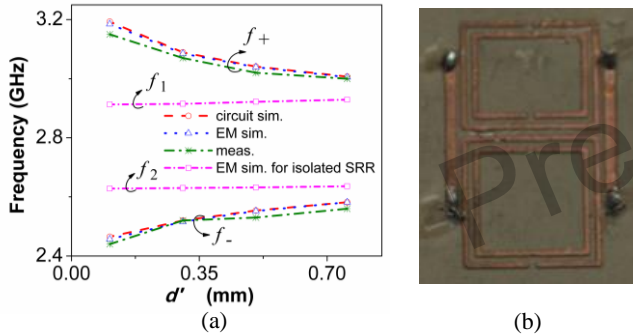 3.2
2.8
2.4
Frequency (GHz)
f+
f1
circuit sim.
EM sim.
meas.
EM sim. for isolated SRR
f2
f-
0.00
0.35
0.70
d' (mm)
(a)
Pre
(b)